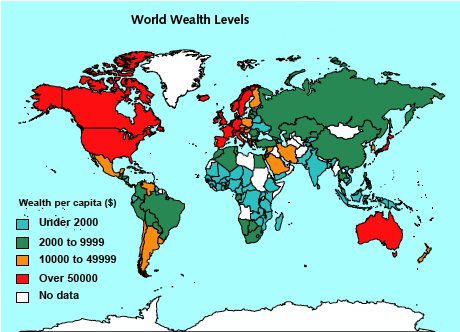 World Wealth Levels
Wealth per capita ($)
Under 2000
2000 to 9999
10000 to 49999
Over 50000
No data